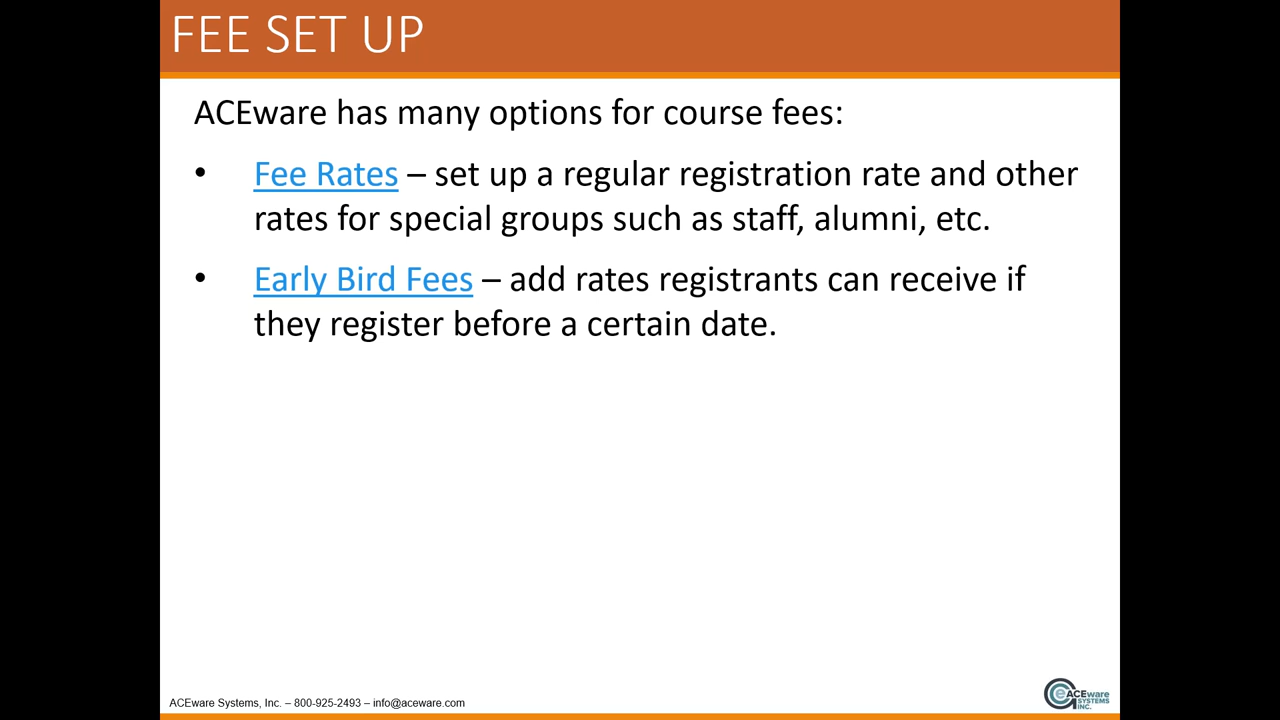 FEE SET UP
ACEware has many options for course fees:
• Fee Rates – set up a regular registration rate and other
rates for special groups such as staff, alumni, etc.
• Early Bird Fees – add rates registrants can receive if
they register before a certain date.
ACEware Systems, Inc. – 800-925-2493 – info@aceware.com
e ACEware
SYSTEMS
INC.